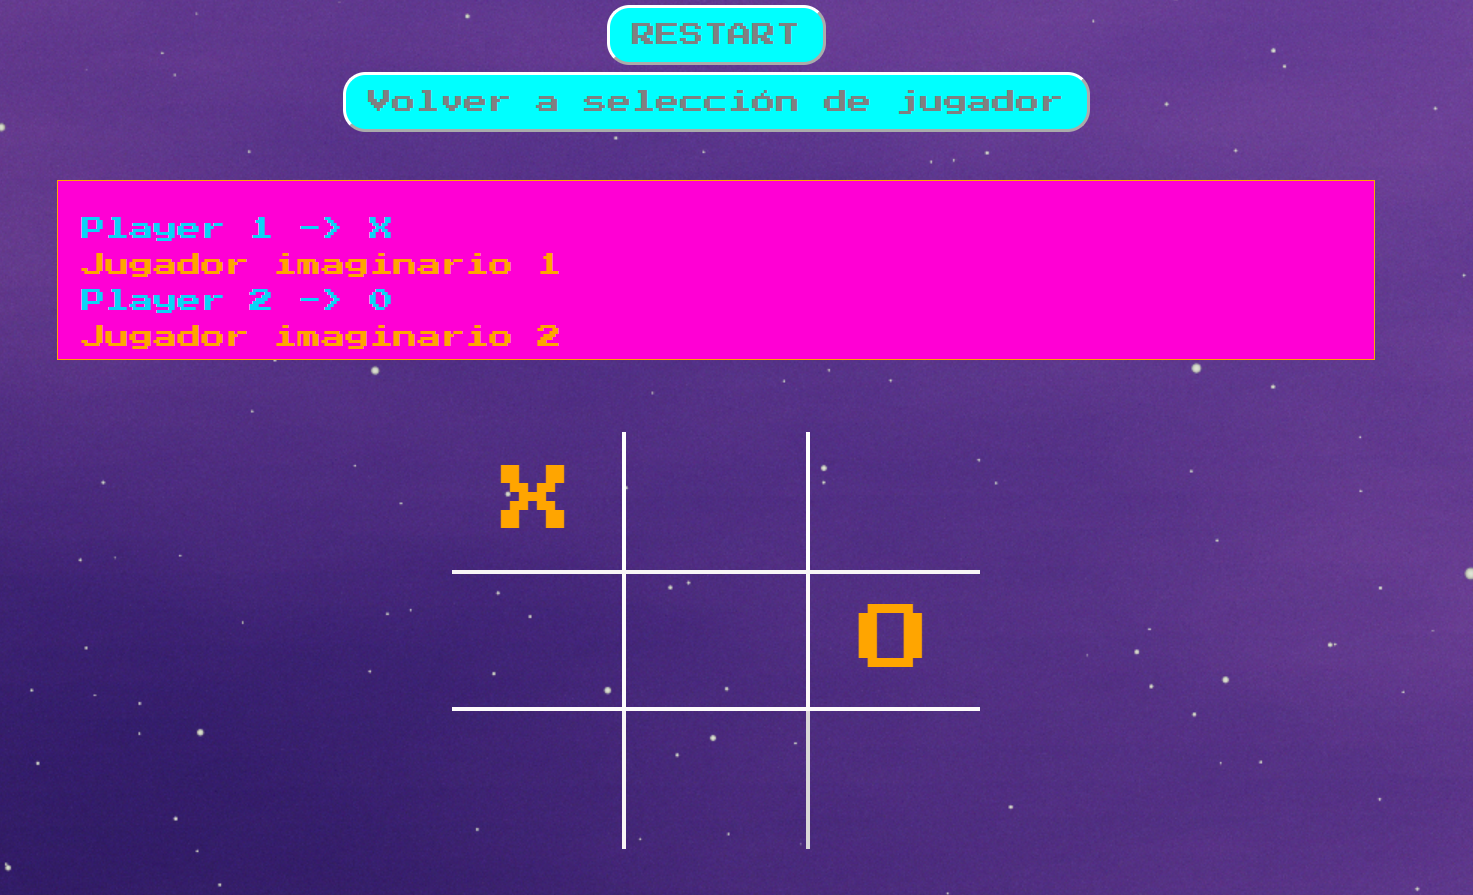 RESTART
Volver a selección de jugador
Player 1 -> X
Jugador imaginario 1
Player 2 -> O
Jugador imaginario 2
X
O